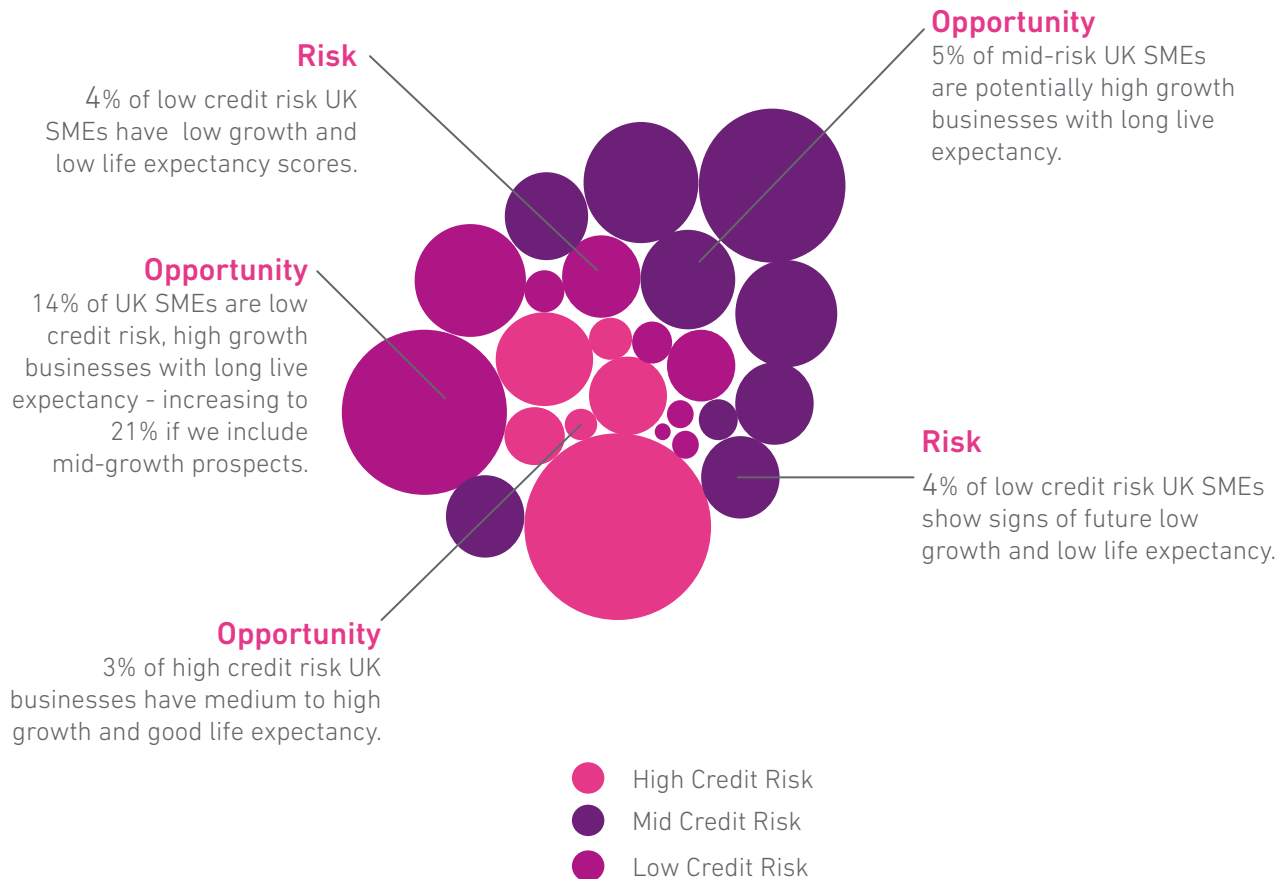 Risk
4% of low credit risk UK
SMEs have low growth and
low life expectancy scores.
Opportunity
5% of mid-risk UK SMEs
are potentially high growth
businesses with long live
expectancy.
Opportunity
14% of UK SMEs are low
credit risk, high growth
businesses with long live
expectancy - increasing to
21% if we include
mid-growth prospects.
Risk
4% of low credit risk UK SMEs
show signs of future low
growth and low life expectancy.
Opportunity
3% of high credit risk UK
businesses have medium to high
growth and good life expectancy.
High Credit Risk
Mid Credit Risk
Low Credit Risk